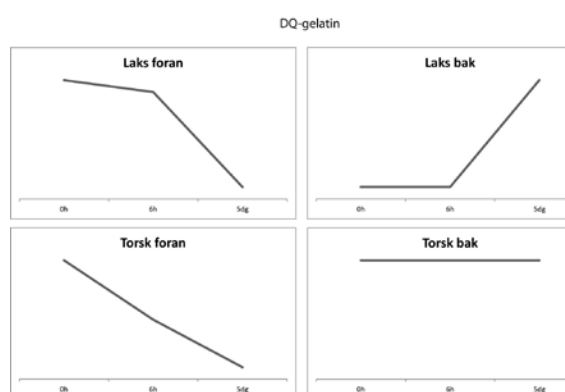 DQ-gelatin
Laks foran
0h 6h 5dg
Laks bak
0h 6h 5dg
Torsk foran
0h 6h 5dg
Torsk bak
0h 6h 5dg